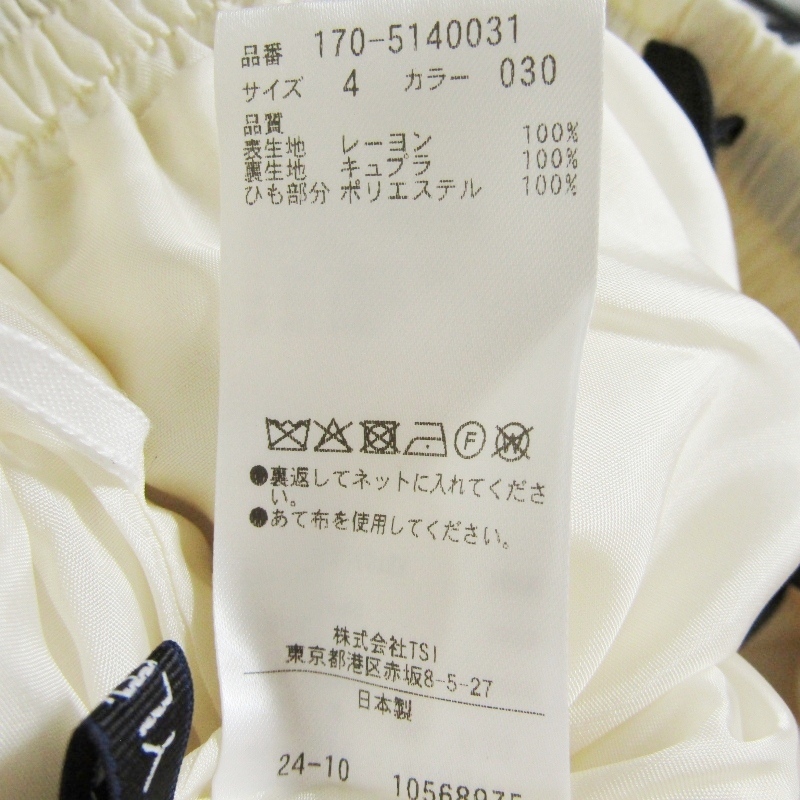 品番 170-5140031
サイズ 4 カラー 030
品質
表生地 レーヨン 100%
裏生地 キュプラ 100%
ひも部分 ポリエステル 100%
F W
●裏返してネットに入れてくださ
い。
●あて布を使用してください。
株式会社TSI
東京都港区赤坂8-5-27
日本製
24-10 10568975